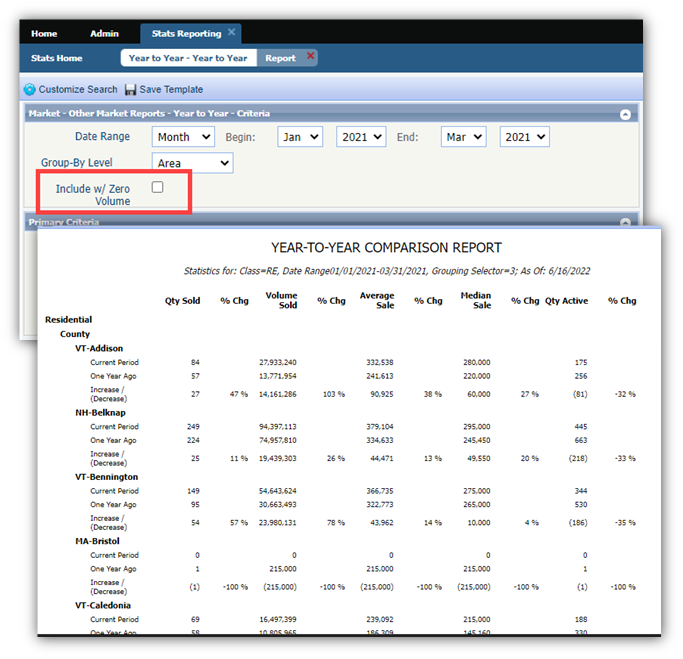 Home Admin Stats Reporting
Stats Home Year to Year - Year to Year Report
Customize Search Save Template
Market - Other Market Reports - Year to Year - Criteria
Date Range Month Begin: Jan 2021 End: Mar 2021
Group-By Level Area
Include w/ Zero
Volume
Primary Criteria
YEAR-TO-YEAR COMPARISON REPORT
Statistics for: Class=RE, Date Range01/01/2021-03/31/2021, Grouping Selector=3; As Of: 6/16/2022
Qty Sold % Chg Volume Sold % Chg Average Sale % Chg Median Sale % Chg Qty Active % Chg
Residential
County
VT-Addison
Current Period 84 27,933,240 332,538 280,000 175
One Year Ago 57 13,771,954 241,613 220,000 256
Increase / (Decrease) 27 47 % 14,161,286 103 % 90,925 38 % 60,000 27 % (81) -32 %
NH-Belknap
Current Period 249 94,397,113 379,104 295,000 445
One Year Ago 224 74,957,810 334,633 245,450 663
Increase / (Decrease) 25 11 % 19,439,303 26 % 44,471 13 % 49,550 20 % (218) -33 %
VT-Bennington
Current Period 149 54,643,624 366,735 275,000 344
One Year Ago 95 30,663,493 322,773 265,000 530
Increase / (Decrease) 54 57 % 23,980,131 78 % 43,962 14 % 10,000 4 % (186) -35 %
MA-Bristol
Current Period 0 0 0 0 0
One Year Ago 1 215,000 215,000 215,000 1
Increase / (Decrease) (1) -100 % (215,000) -100 % (215,000) -100 % (215,000) -100 % (1) -100 %
VT-Caledonia
Current Period 69 16,497,399 239,092 215,000 188
One Year Ago 58 10,805,965 186,309 145,160 330